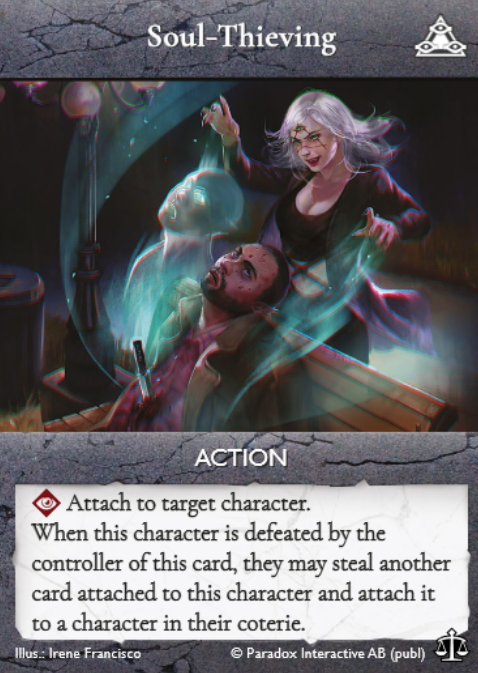 Soul-Thieving
ACTION
Attach to target character.
When this character is defeated by the
controller of this card, they may steal another
card attached to this character and attach it
to a character in their coterie.
Illus.: Irene Francisco © Paradox Interactive AB (publ)